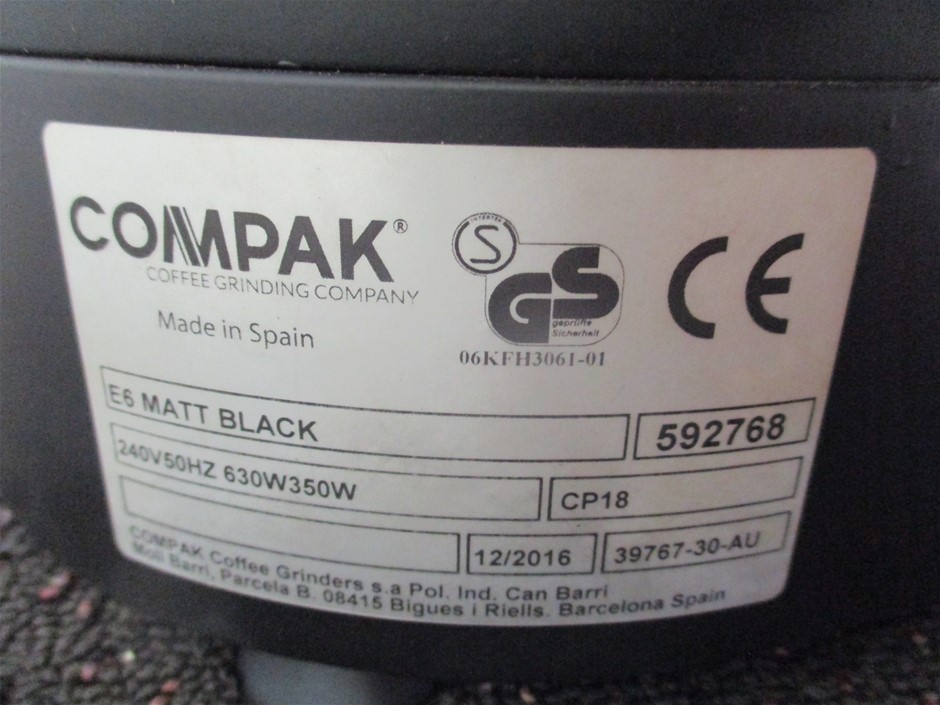 COMPAK®
COFFEE GRINDING COMPANY
Made in Spain
INTERTEK
S
GS
geprüfte
Sicherheit
06KFH3061-01
CE
E6 MATT BLACK
592768
240V50HZ 630W350W
CP18
12/2016
39767-30-AU
COMPAK Coffee Grinders s.a Pol. Ind. Can Barri
Moli Barri, Parcela B. 08415 Bigues i Riells. Barcelona Spain